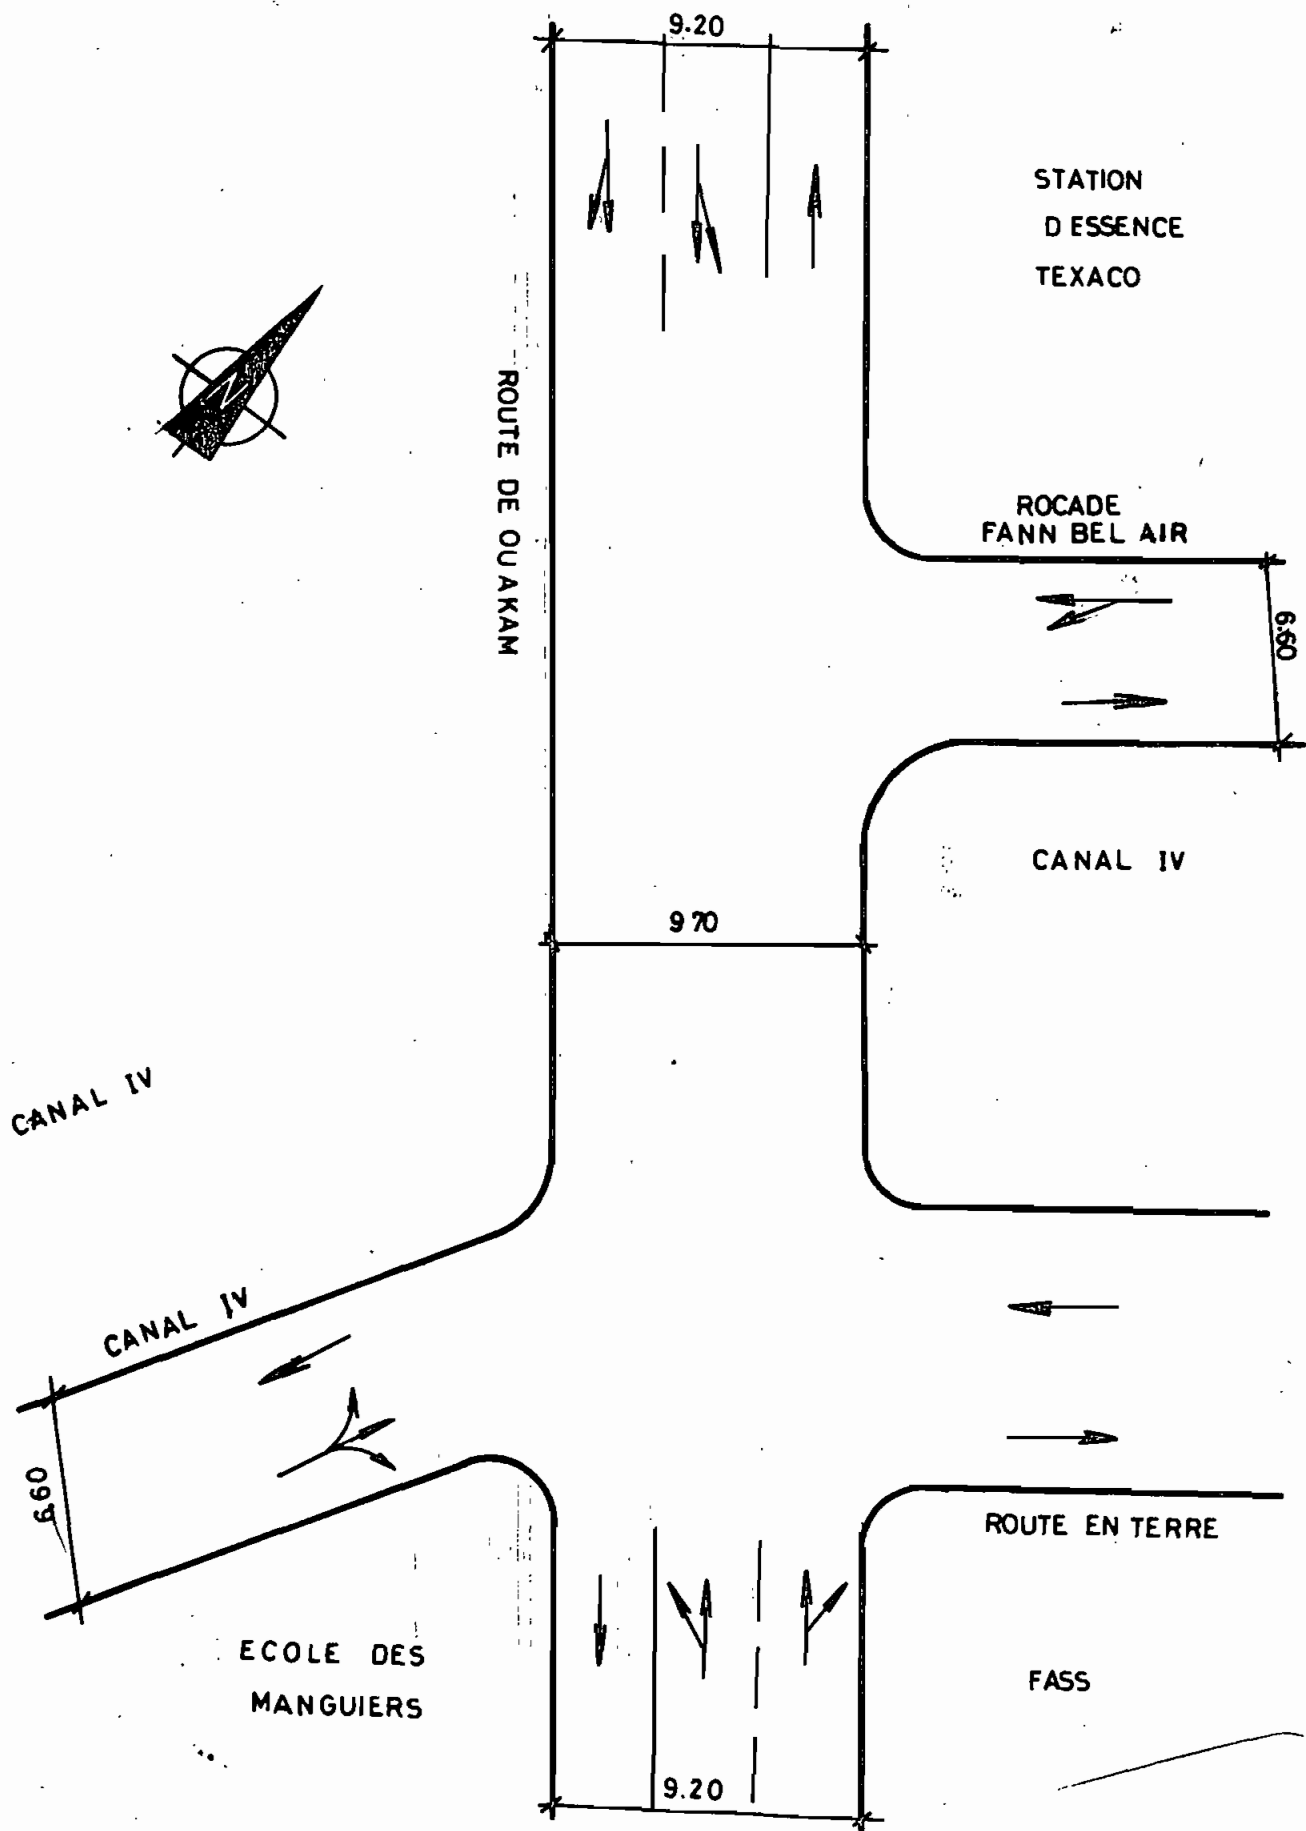 9.20
STATION
D ESSENCE
TEXACO
N
ROUTE DE OUAKAM
ROCADE
FANN BEL AIR
6.60
CANAL IV
9 70
CANAL IV
CANAL IV
6.60
ROUTE EN TERRE
ECOLE DES
MANGUIERS
FASS
9.20